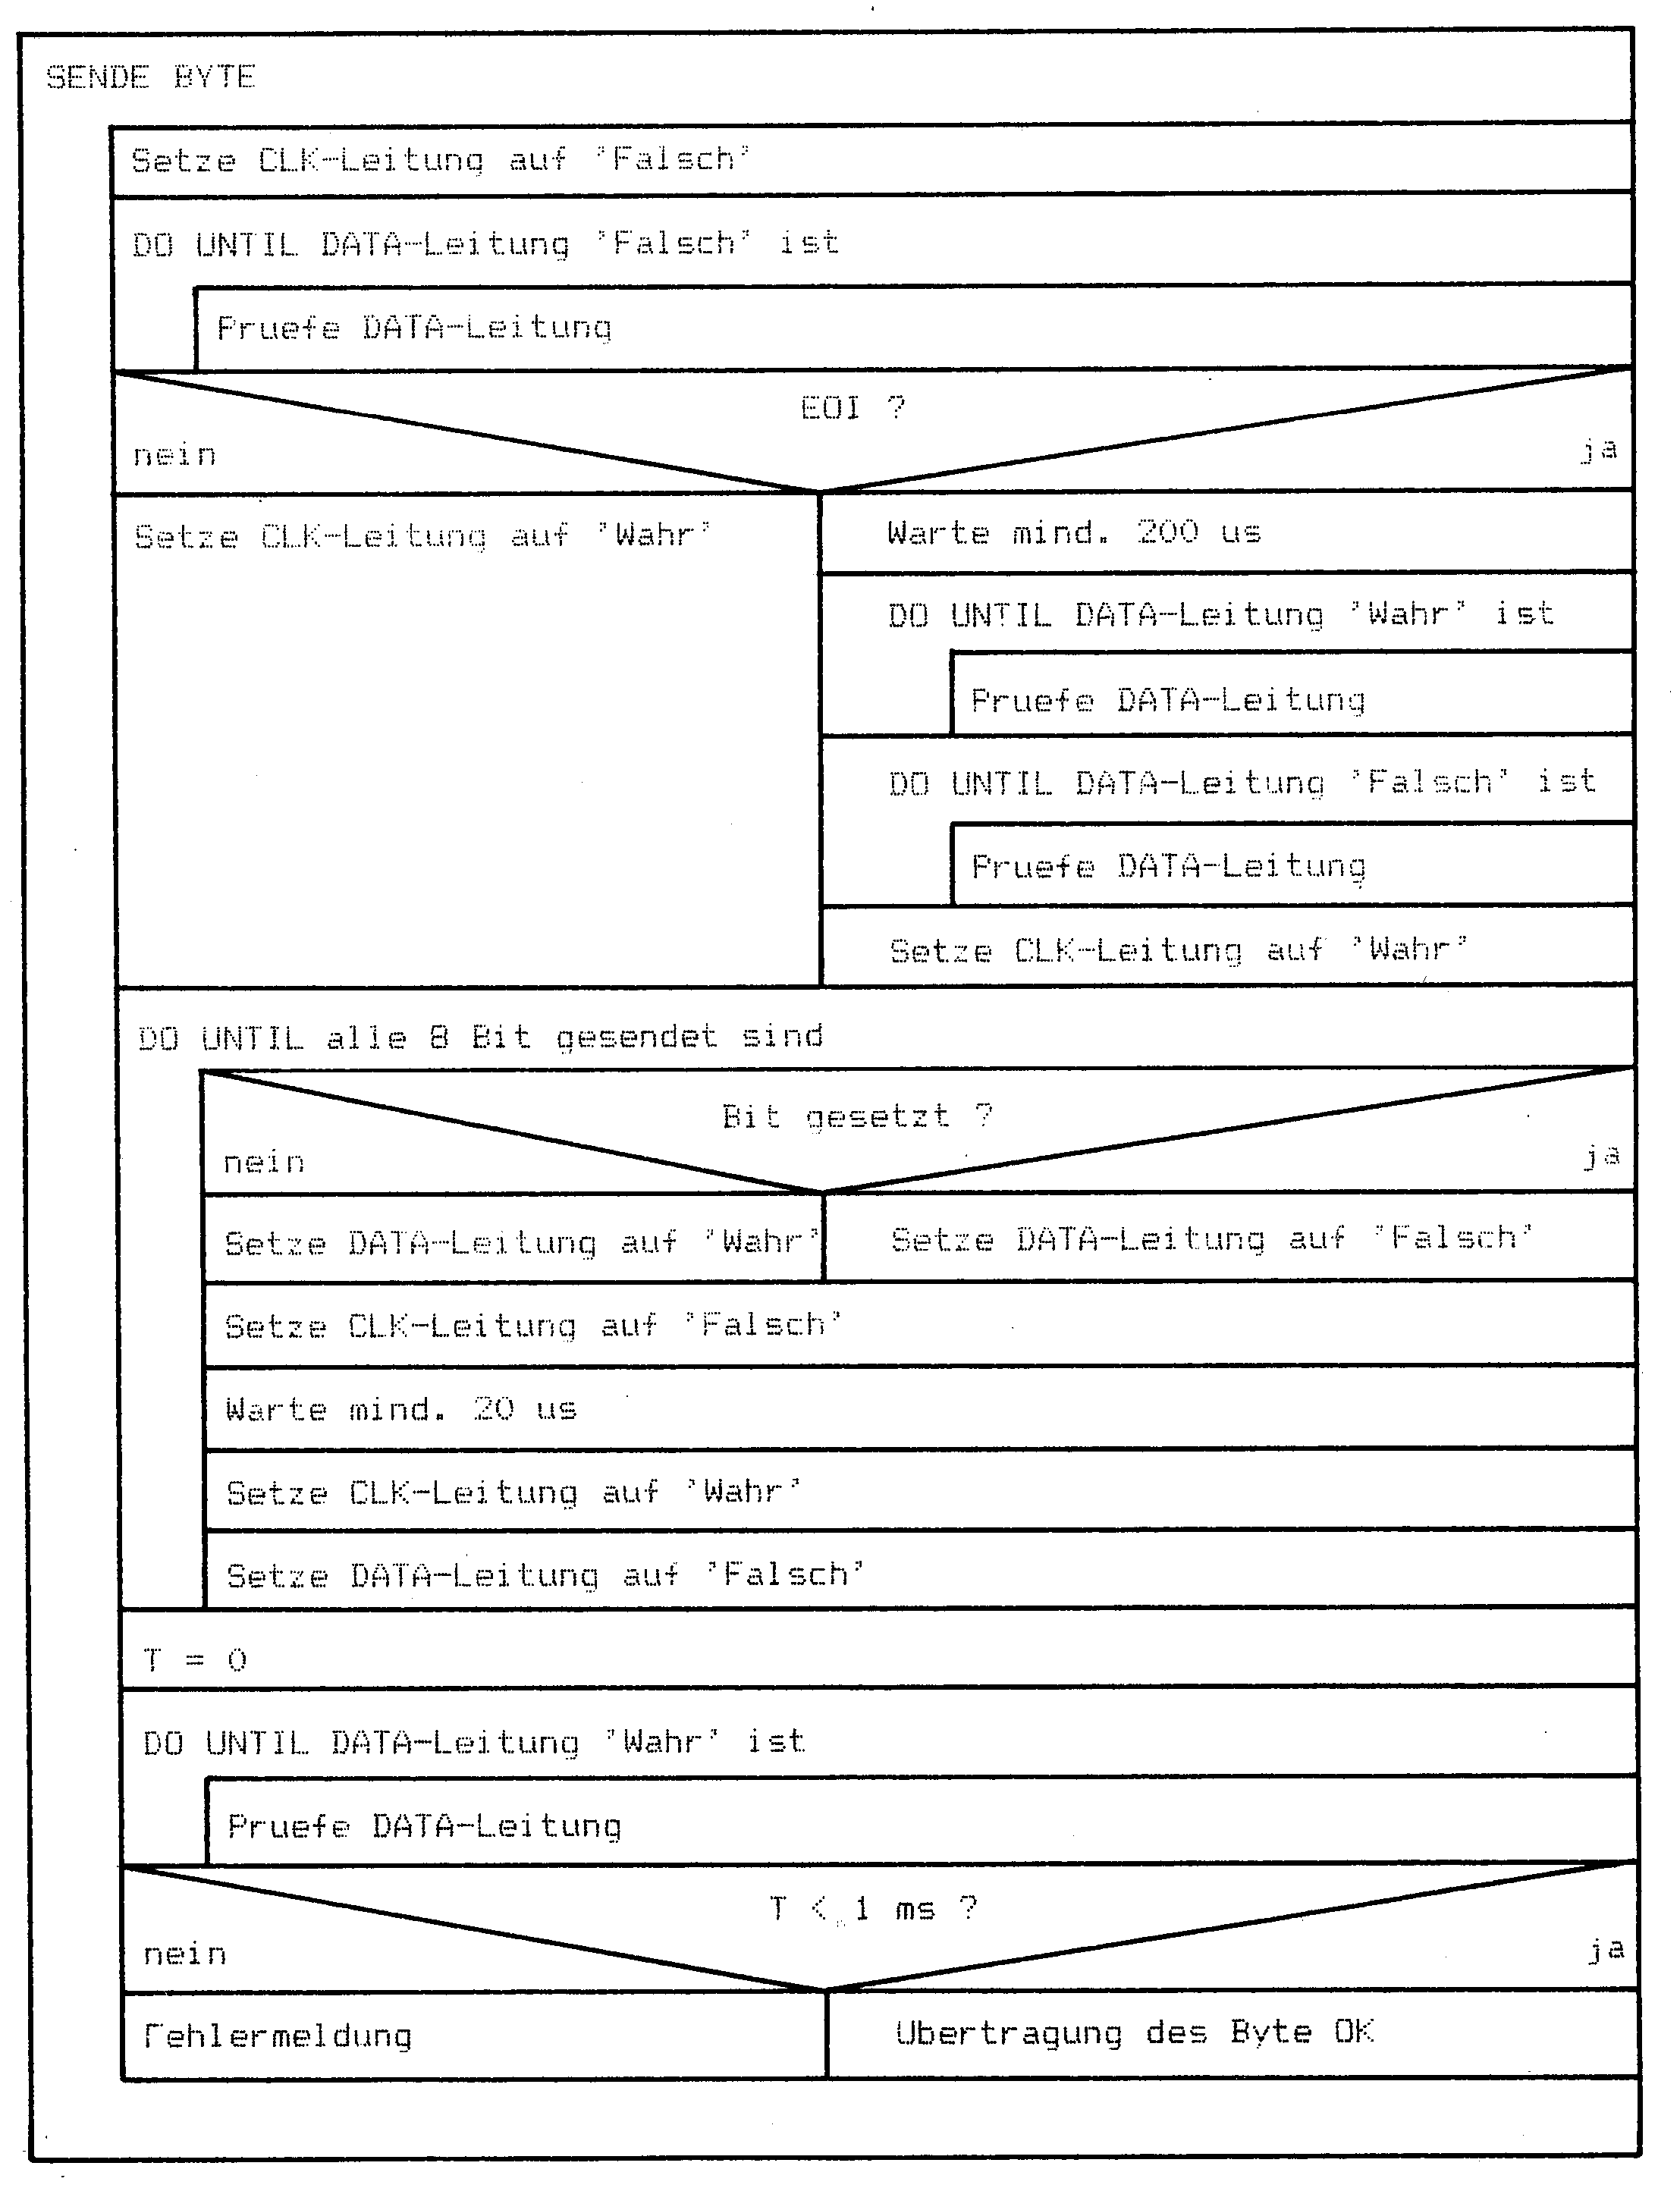 SENDE BYTE
Setze CLK-Leitung auf 'Falsch'
DO UNTIL DATA-Leitung 'Falsch' ist
Pruefe DATA-Leitung
EOI ?
nein
ja
Setze CLK-Leitung auf 'Wahr'
Warte mind. 200 us
DO UNTIL DATA-Leitung 'Wahr' ist
Pruefe DATA-Leitung
DO UNTIL DATA-Leitung 'Falsch' ist
Pruefe DATA-Leitung
Setze CLK-Leitung auf 'Wahr'
DO UNTIL alle 8 Bit gesendet sind
Bit gesetzt ?
nein
ja
Setze DATA-Leitung auf 'Wahr'
Setze DATA-Leitung auf 'Falsch'
Setze CLK-Leitung auf 'Falsch'
Warte mind. 20 us
Setze CLK-Leitung auf 'Wahr'
Setze DATA-Leitung auf 'Falsch'
T = 0
DO UNTIL DATA-Leitung 'Wahr' ist
Pruefe DATA-Leitung
T < 1 ms ?
nein
ja
Fehlermeldung
Ubertragung des Byte OK